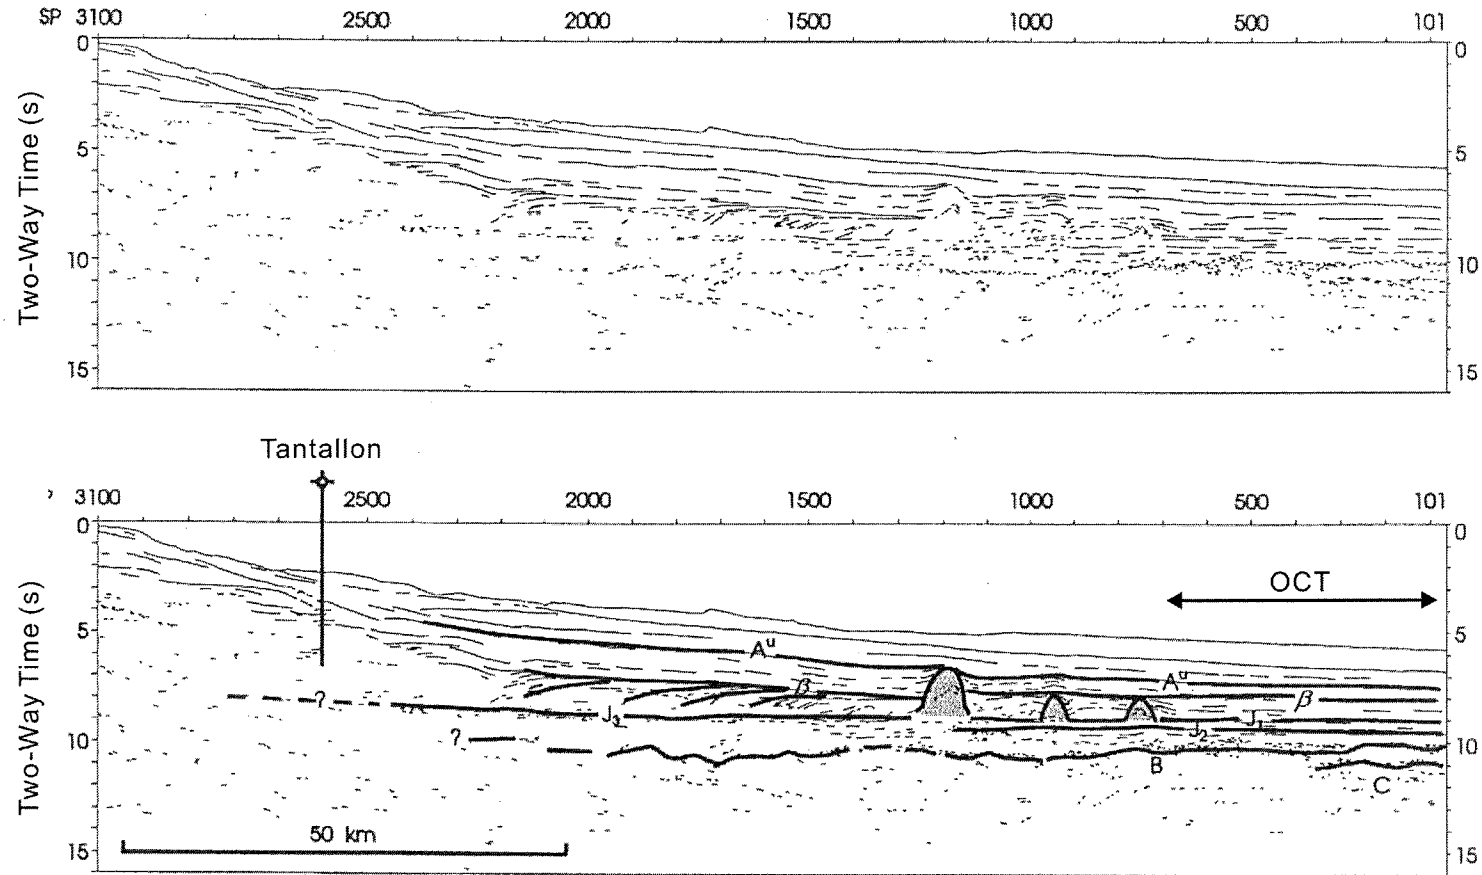 SP 3100 2500 2000 1500 1000 500 101
0 0
5 5
10 10
15 15
Two-Way Time (s)
Tantallon
3100 2500 2000 1500 1000 500 101
0 0
OCT
5 5
Aᵘ
Aᵘ
β
β
?
J₁
J₂
? 10 10
B
C
50 km
15 15
Two-Way Time (s)